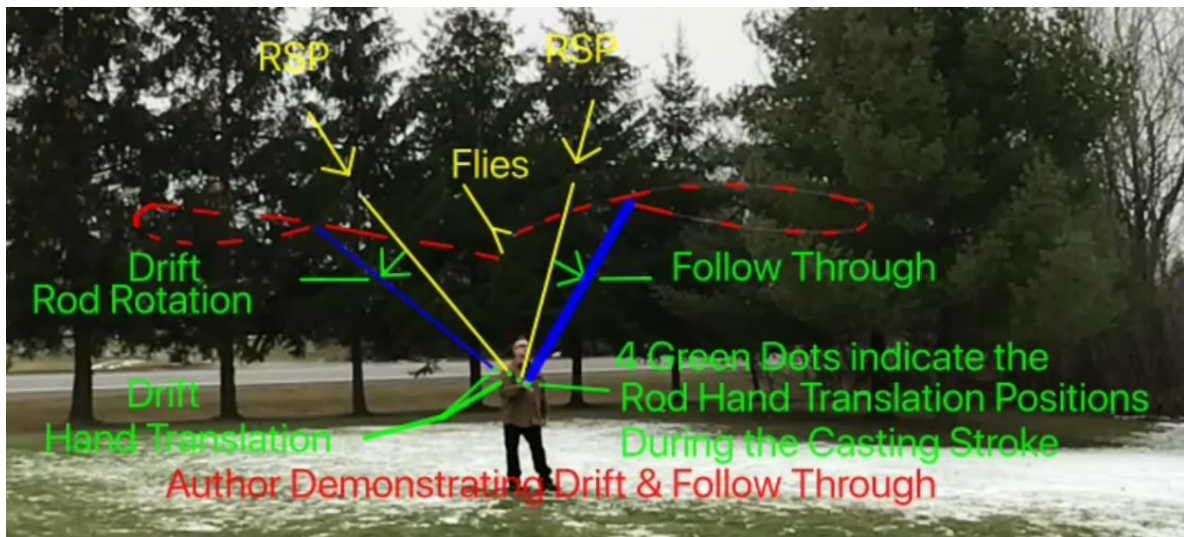 RSP
RSP
Flies
Drift
Rod Rotation
Follow Through
Drift
Hand Translation
4 Green Dots indicate the
Rod Hand Translation Positions
During the Casting Stroke
Author Demonstrating Drift & Follow Through